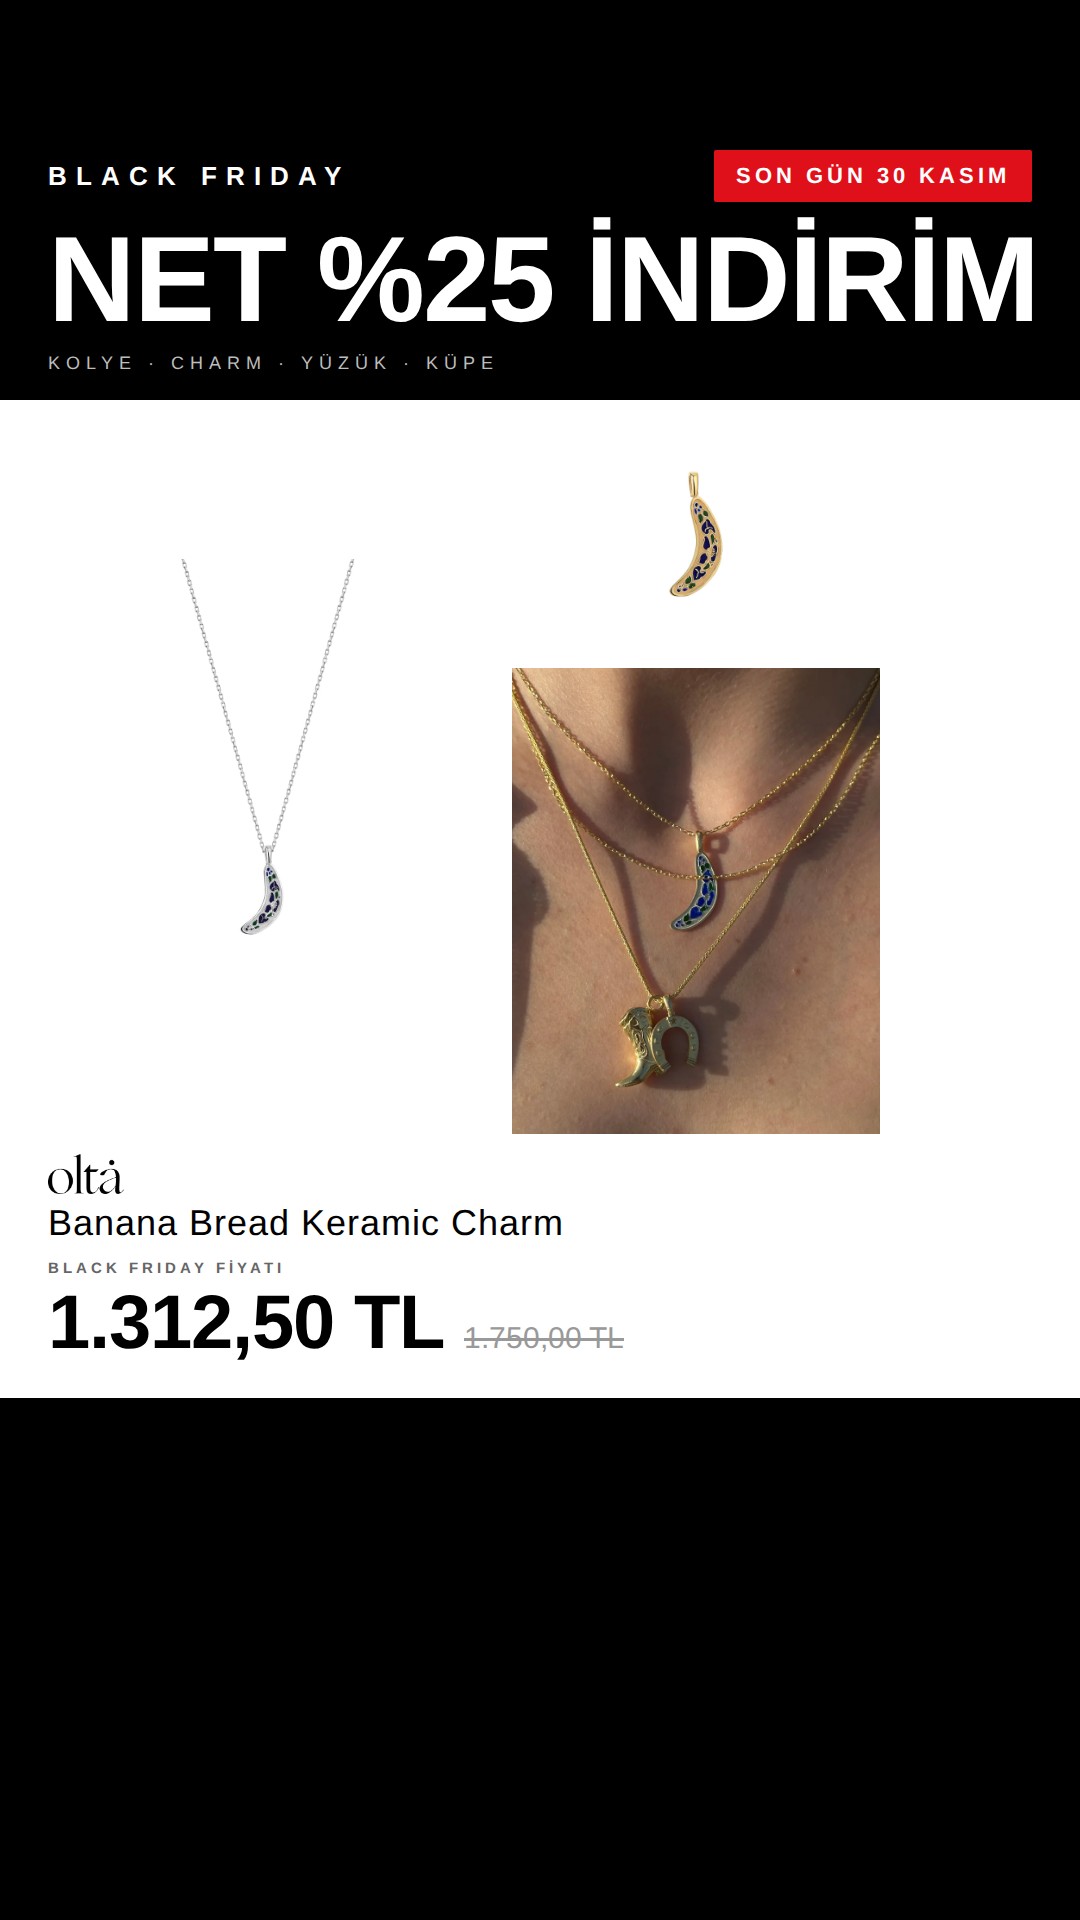 BLACK FRIDAY
SON GÜN 30 KASIM
NET %25 İNDİRİM
KOLYE · CHARM · YÜZÜK · KÜPE
oltȧ
Banana Bread Keramic Charm
BLACK FRIDAY FİYATI
1.312,50 TL 1.750,00 TL